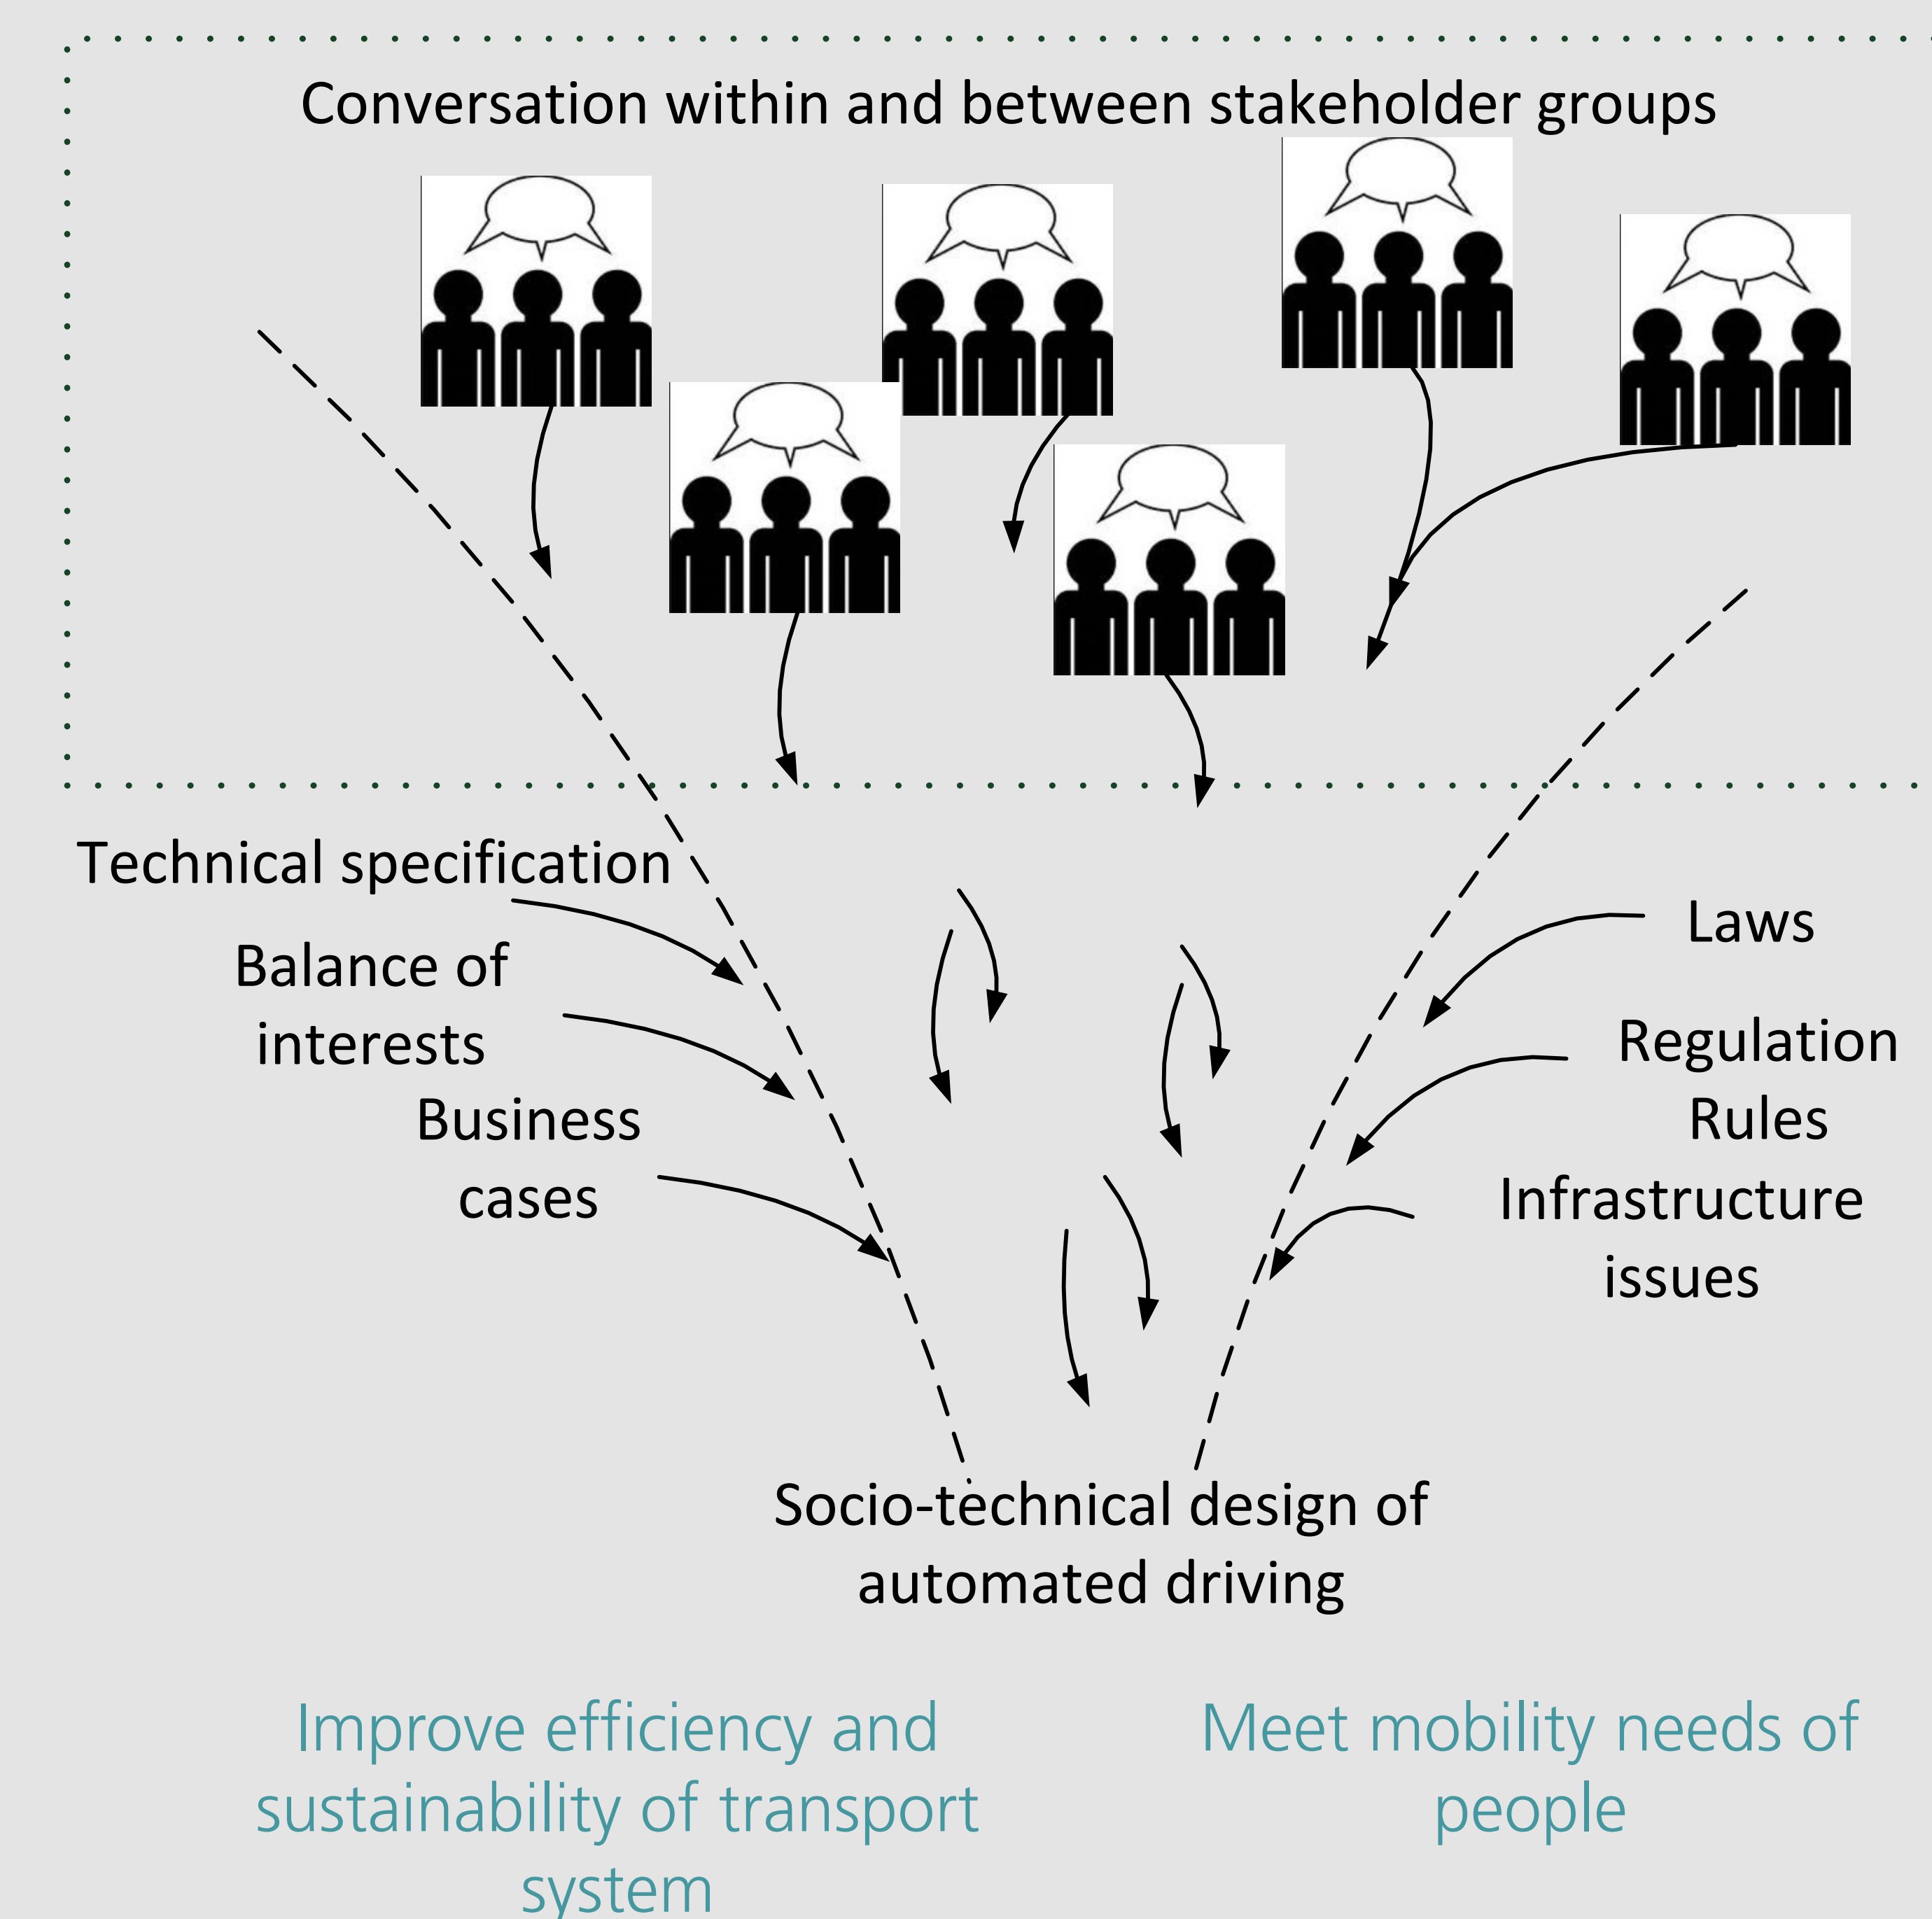 Conversation within and between stakeholder groups
Technical specification
Balance of
interests
Business
cases
Laws
Regulation
Rules
Infrastructure
issues
Socio-technical design of
automated driving
Improve efficiency and
sustainability of transport
system
Meet mobility needs of
people